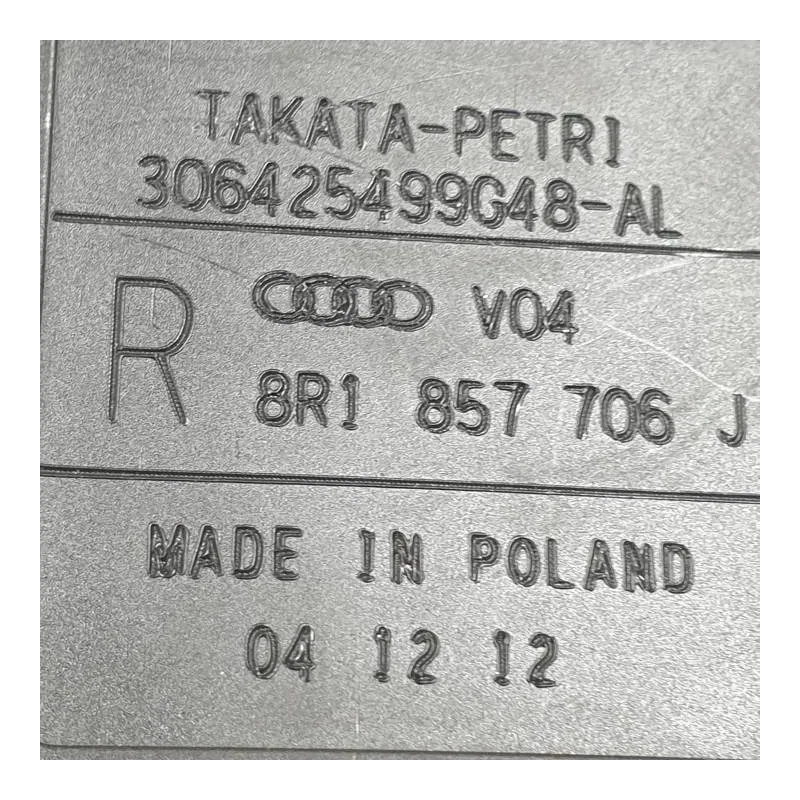 TAKATA-PETRI
306425499G48-AL
R V04
8R1 857 706 J
MADE IN POLAND
04 12 12